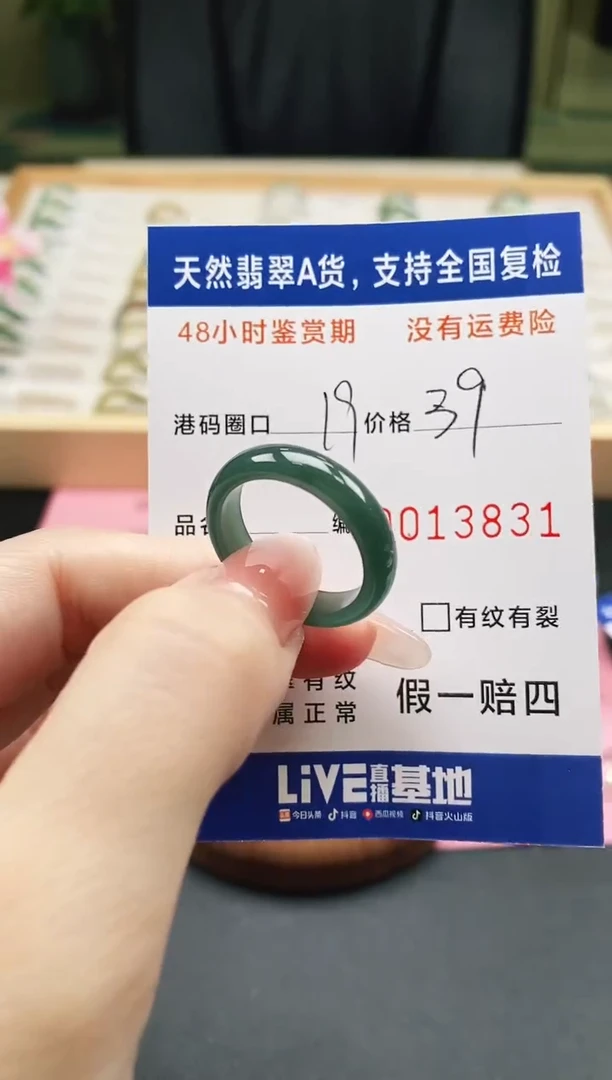 天然翡翠A货，支持全国复检
48小时鉴赏期 没有运费险
港码圈口 19 价格 39
品名 编 0013831
有纹有裂
有纹
属正常
假一赔四
LiVE直播基地
今日头条 抖音 西瓜视频 抖音火山版